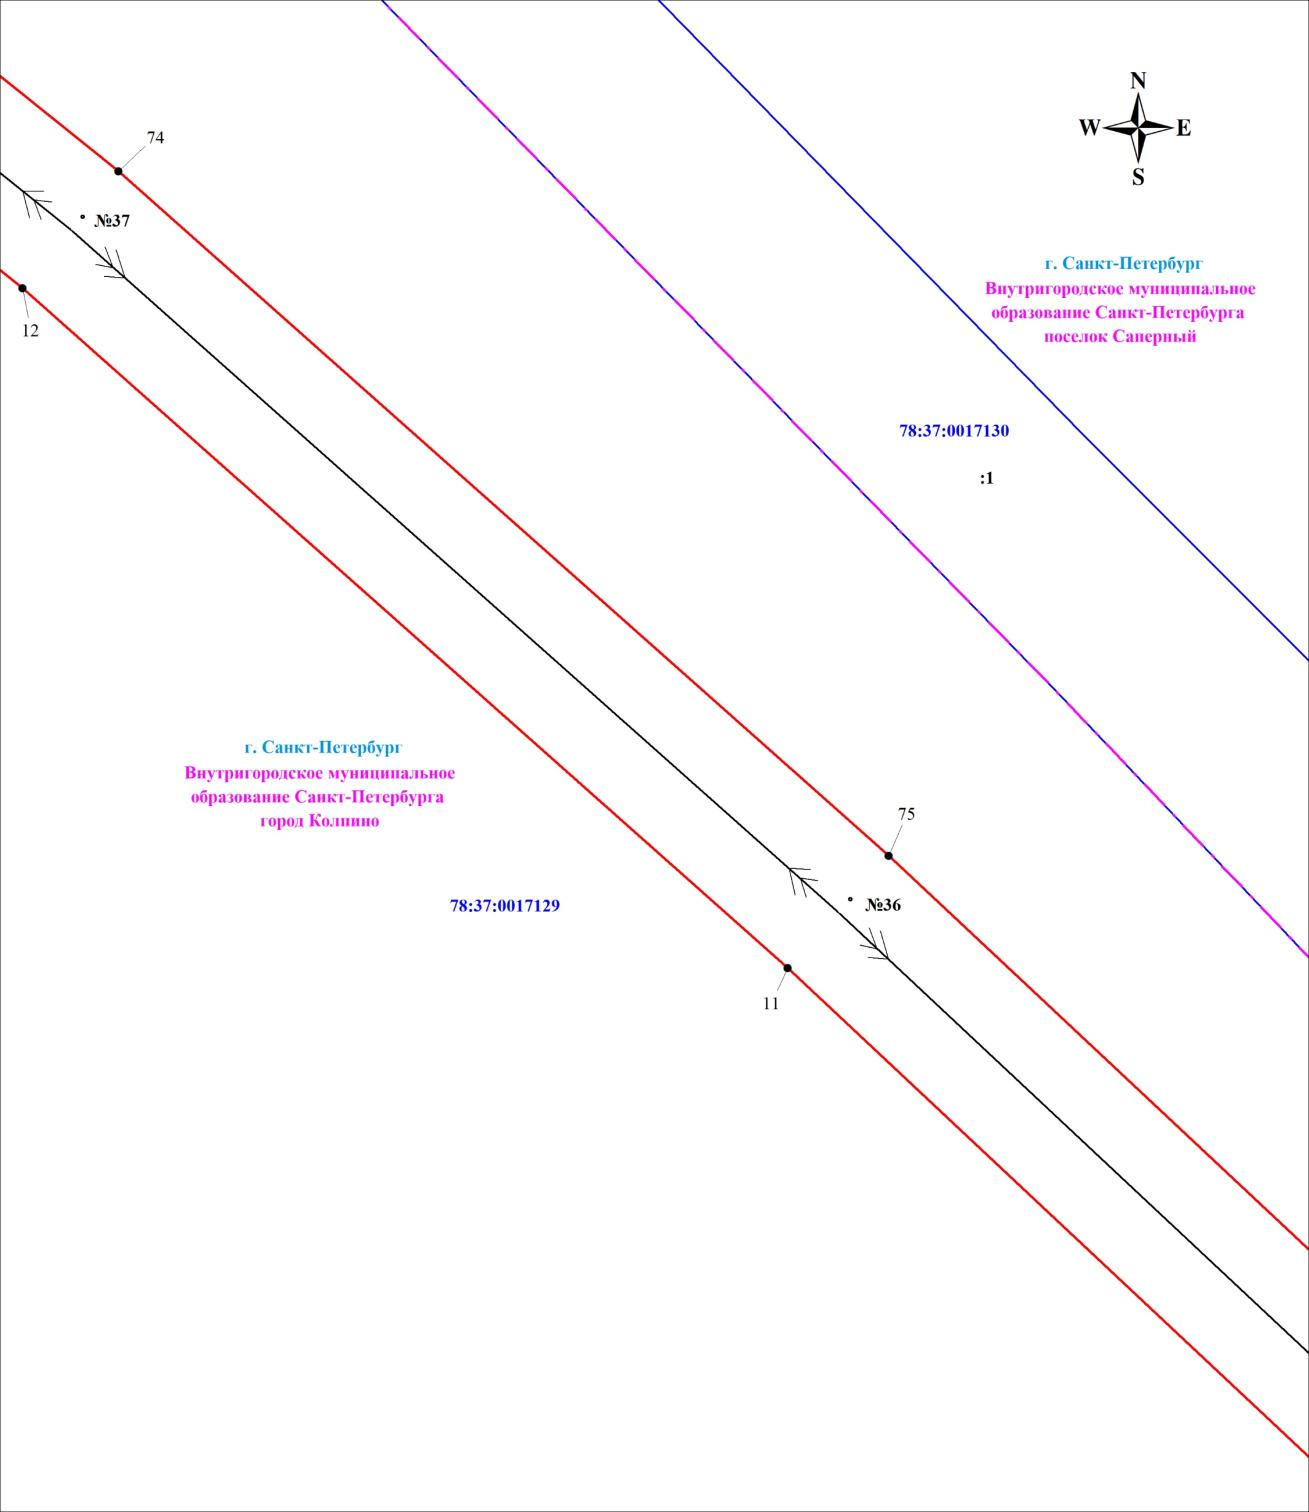 N
W E
S
74
№37
12
г. Санкт-Петербург
Внутригородское муниципальное
образование Санкт-Петербурга
поселок Саперный
78:37:0017130
:1
г. Санкт-Петербург
Внутригородское муниципальное
образование Санкт-Петербурга
город Колпино
75
№36
78:37:0017129
11